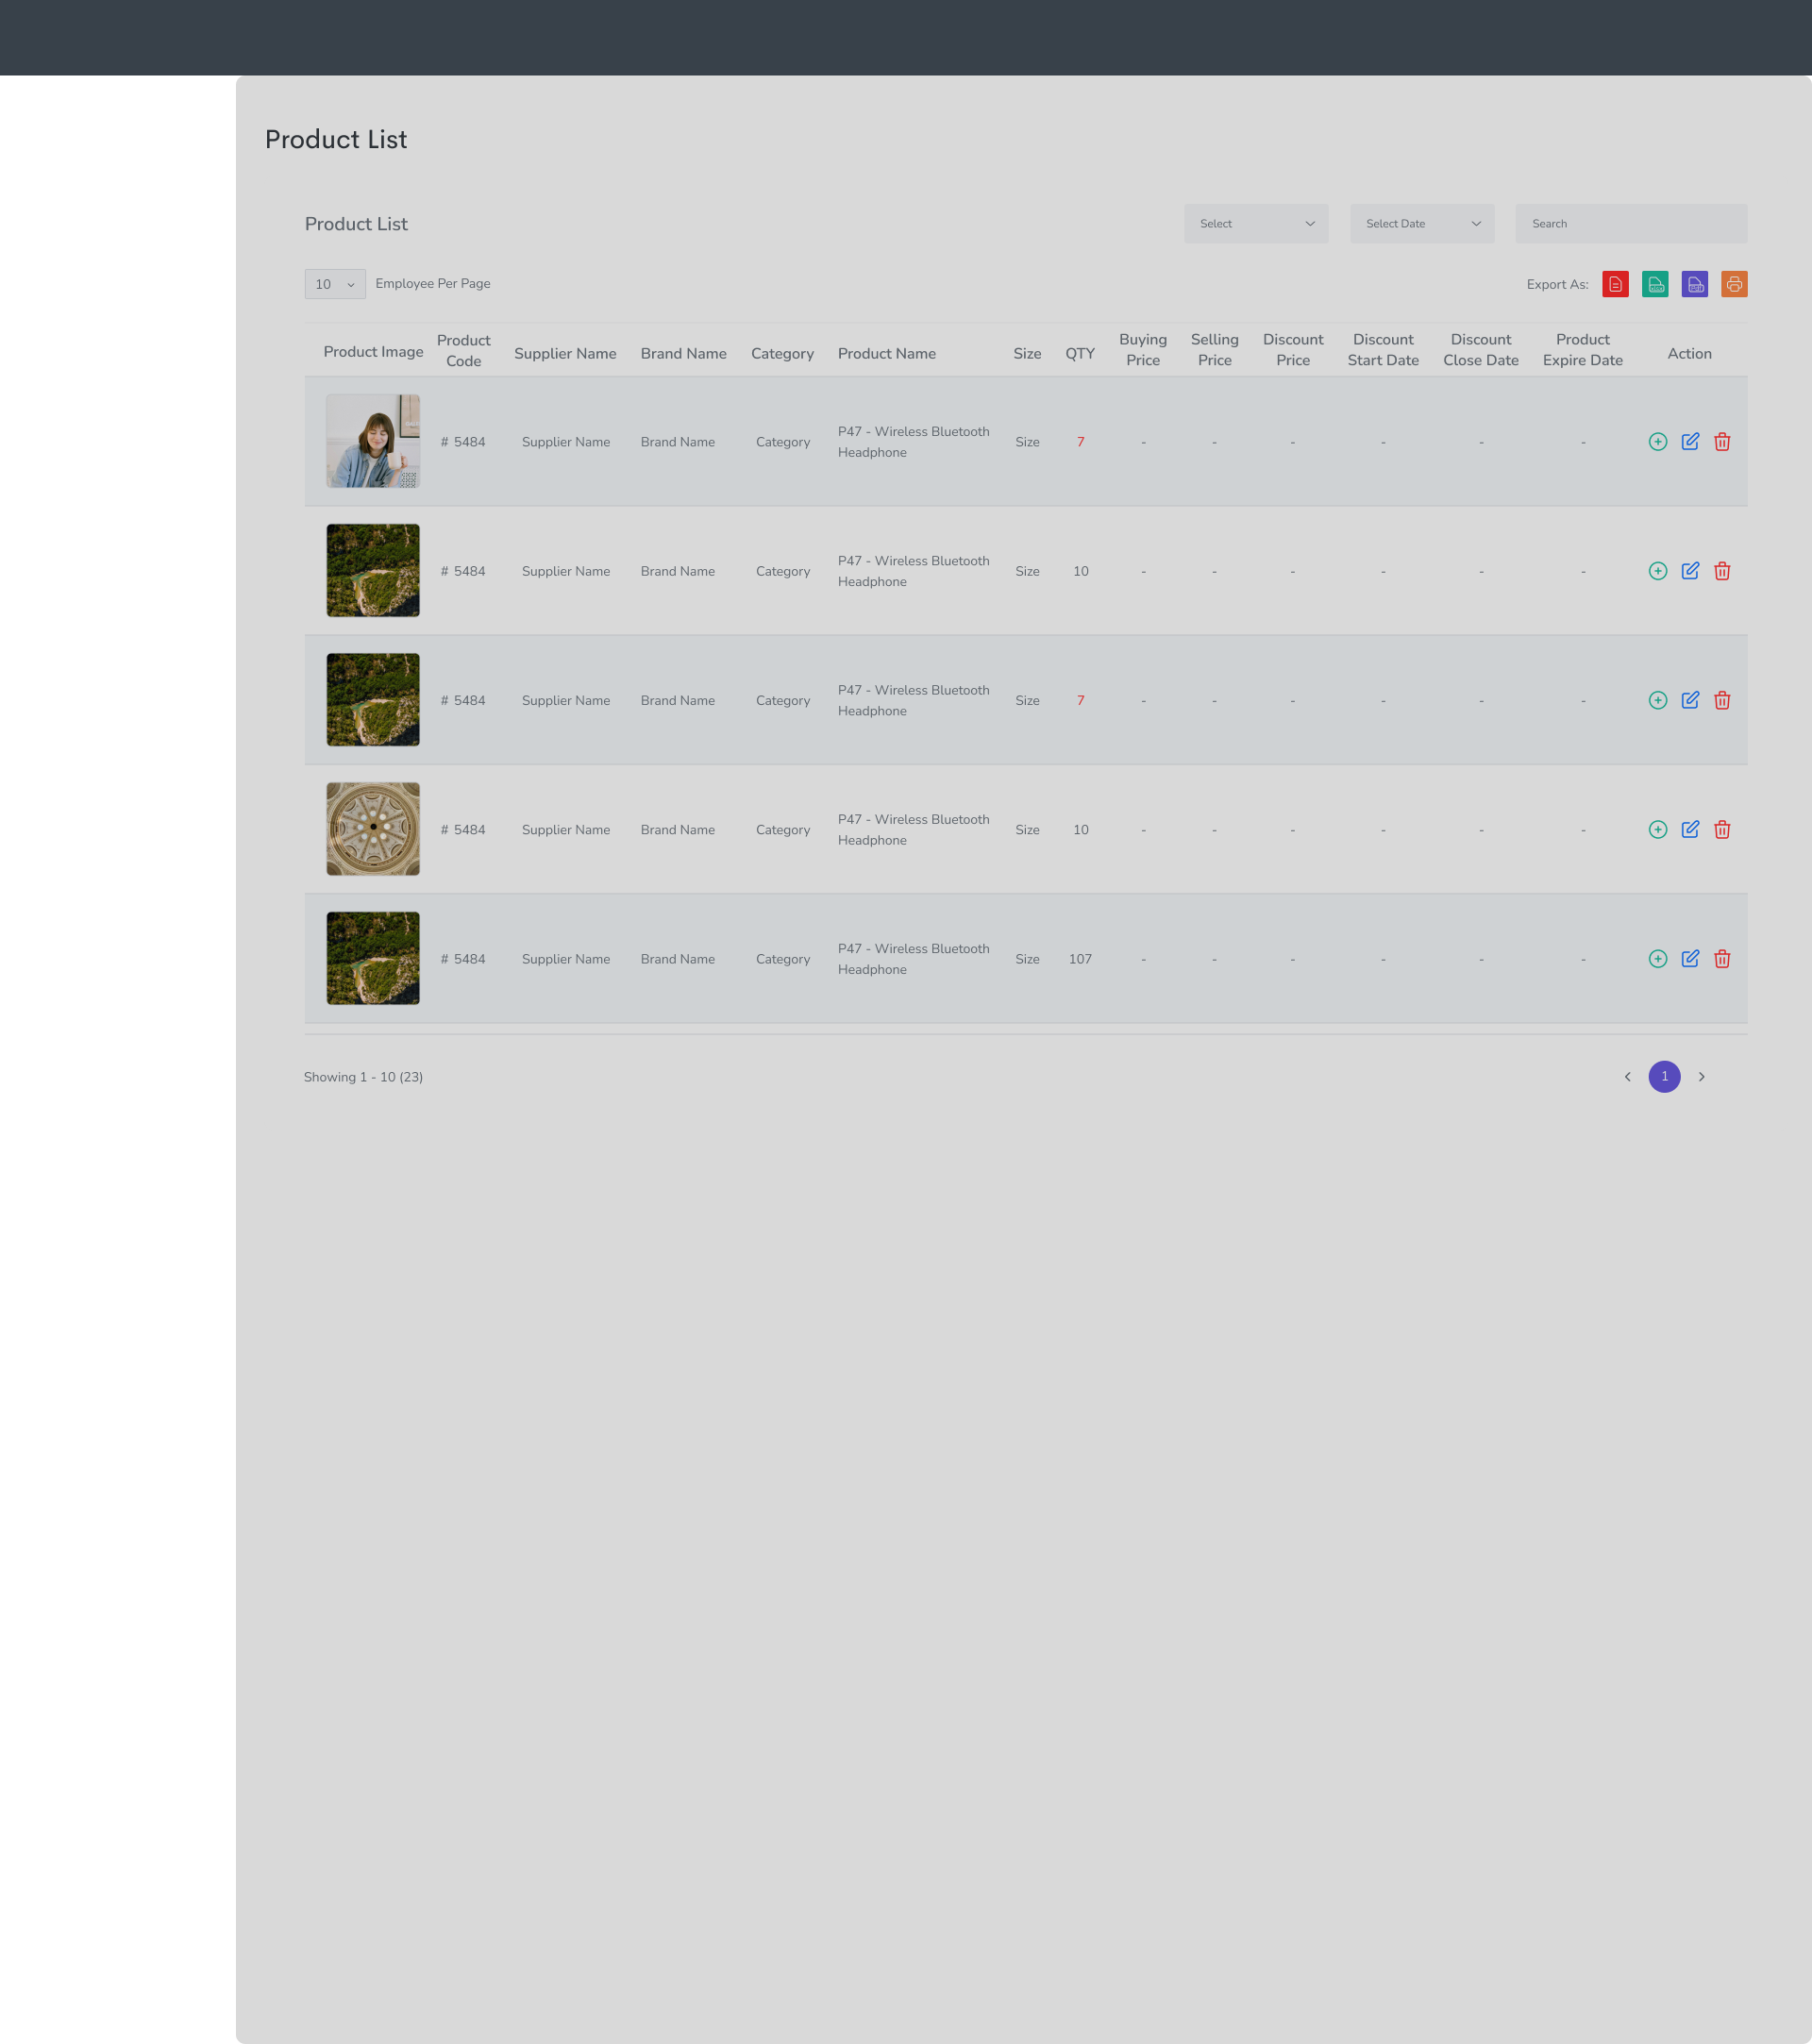 Product List
Product List
Select
Select Date
Search
10
Employee Per Page
Export As:
Product Image
Product
Code
Supplier Name
Brand Name
Category
Product Name
Size
QTY
Buying
Price
Selling
Price
Discount
Price
Discount
Start Date
Discount
Close Date
Product
Expire Date
Action
# 5484
Supplier Name
Brand Name
Category
P47 - Wireless Bluetooth
Headphone
Size
7
-
-
-
-
-
-
# 5484
Supplier Name
Brand Name
Category
P47 - Wireless Bluetooth
Headphone
Size
10
-
-
-
-
-
-
# 5484
Supplier Name
Brand Name
Category
P47 - Wireless Bluetooth
Headphone
Size
7
-
-
-
-
-
-
# 5484
Supplier Name
Brand Name
Category
P47 - Wireless Bluetooth
Headphone
Size
10
-
-
-
-
-
-
# 5484
Supplier Name
Brand Name
Category
P47 - Wireless Bluetooth
Headphone
Size
107
-
-
-
-
-
-
Showing 1 - 10 (23)
1